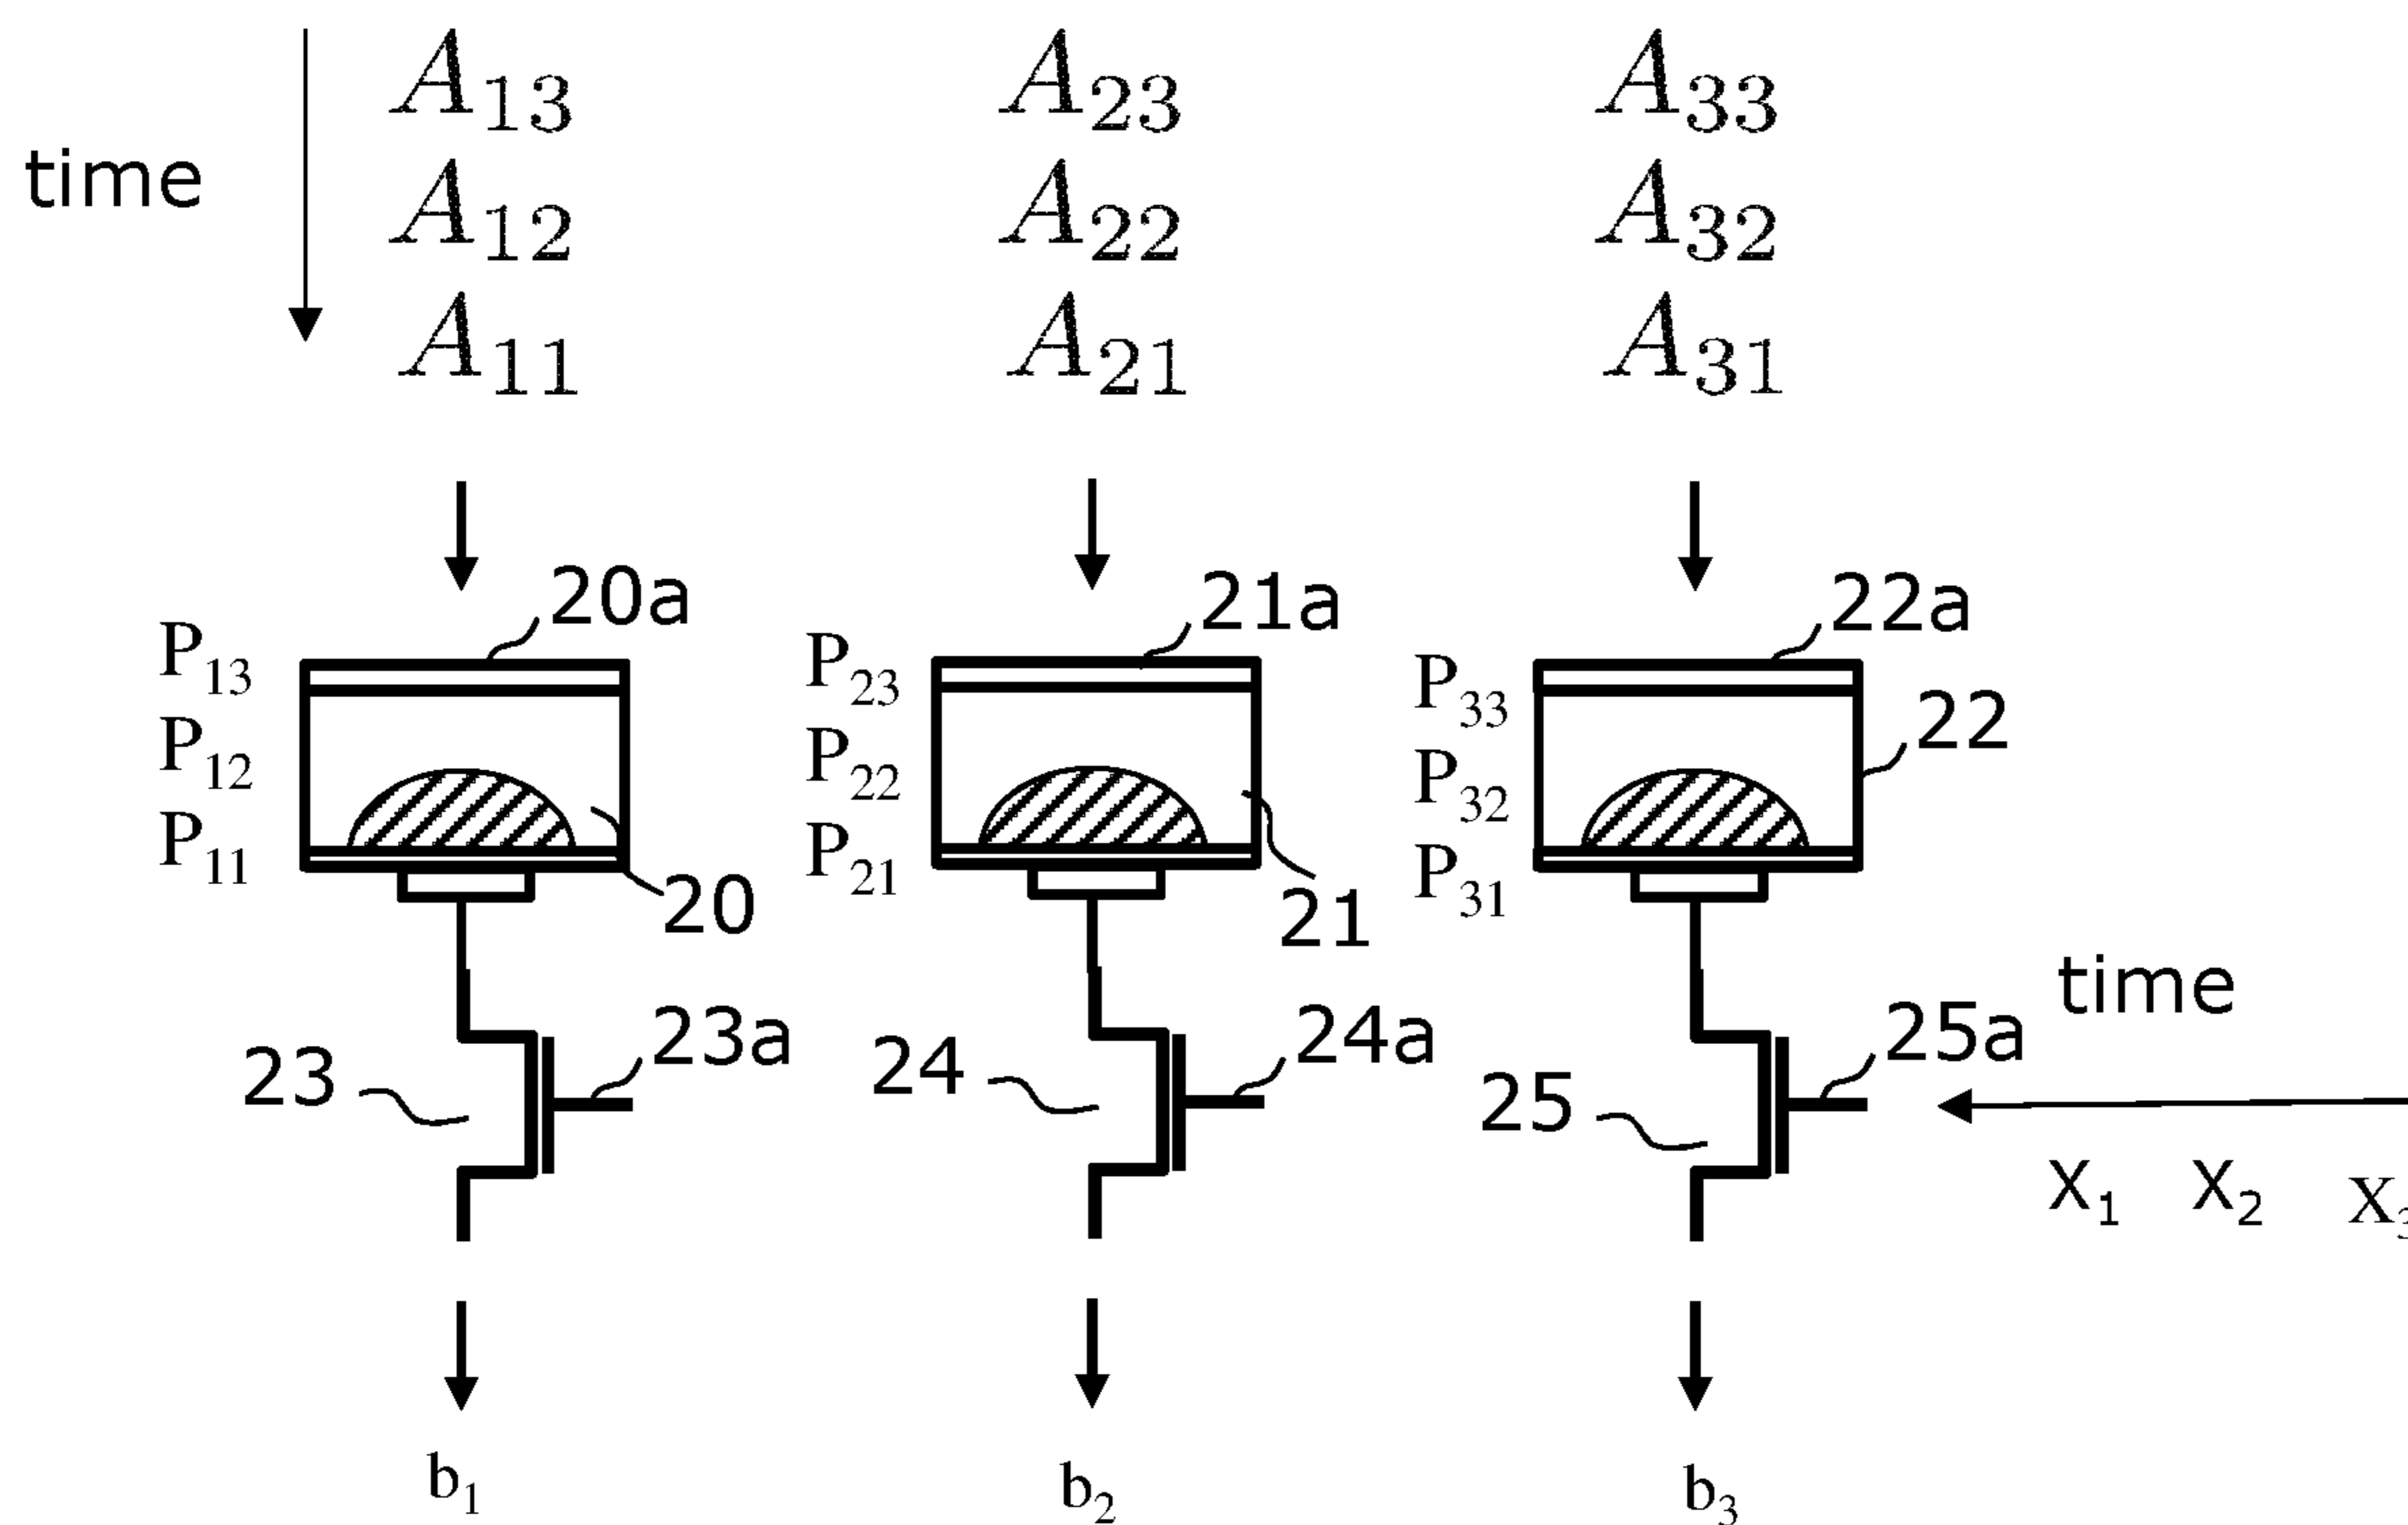 A₁₃ A₂₃ A₃₃
time
A₁₂ A₂₂ A₃₂
A₁₁ A₂₁ A₃₁
20a 21a 22a
P₁₃ P₂₃ P₃₃
22
P₁₂ P₂₂ P₃₂
P₁₁ P₂₁ P₃₁
20 21
time
23a 24a 25a
23 24 25
X₁ X₂ X₃
b₁ b₂ b₃